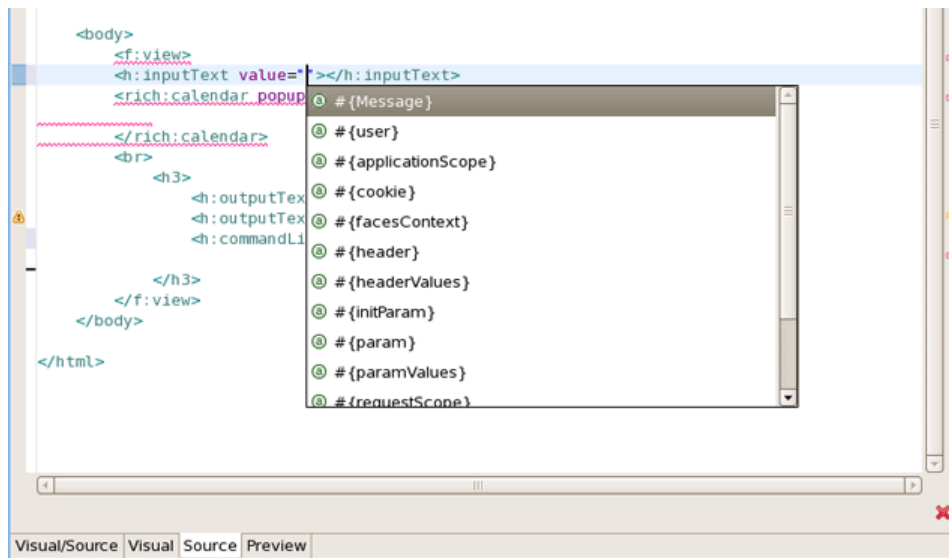 <body>
<f:view>
<h:inputText value=""></h:inputText>
<rich:calendar popup
</rich:calendar>
<br>
<h3>
<h:outputTex
<h:outputTex
<h:commandLi
</h3>
</f:view>
</body>
</html>
#{Message}
#{user}
#{applicationScope}
#{cookie}
#{facesContext}
#{header}
#{headerValues}
#{initParam}
#{param}
#{paramValues}
#{requestScope}
Visual/Source Visual Source Preview